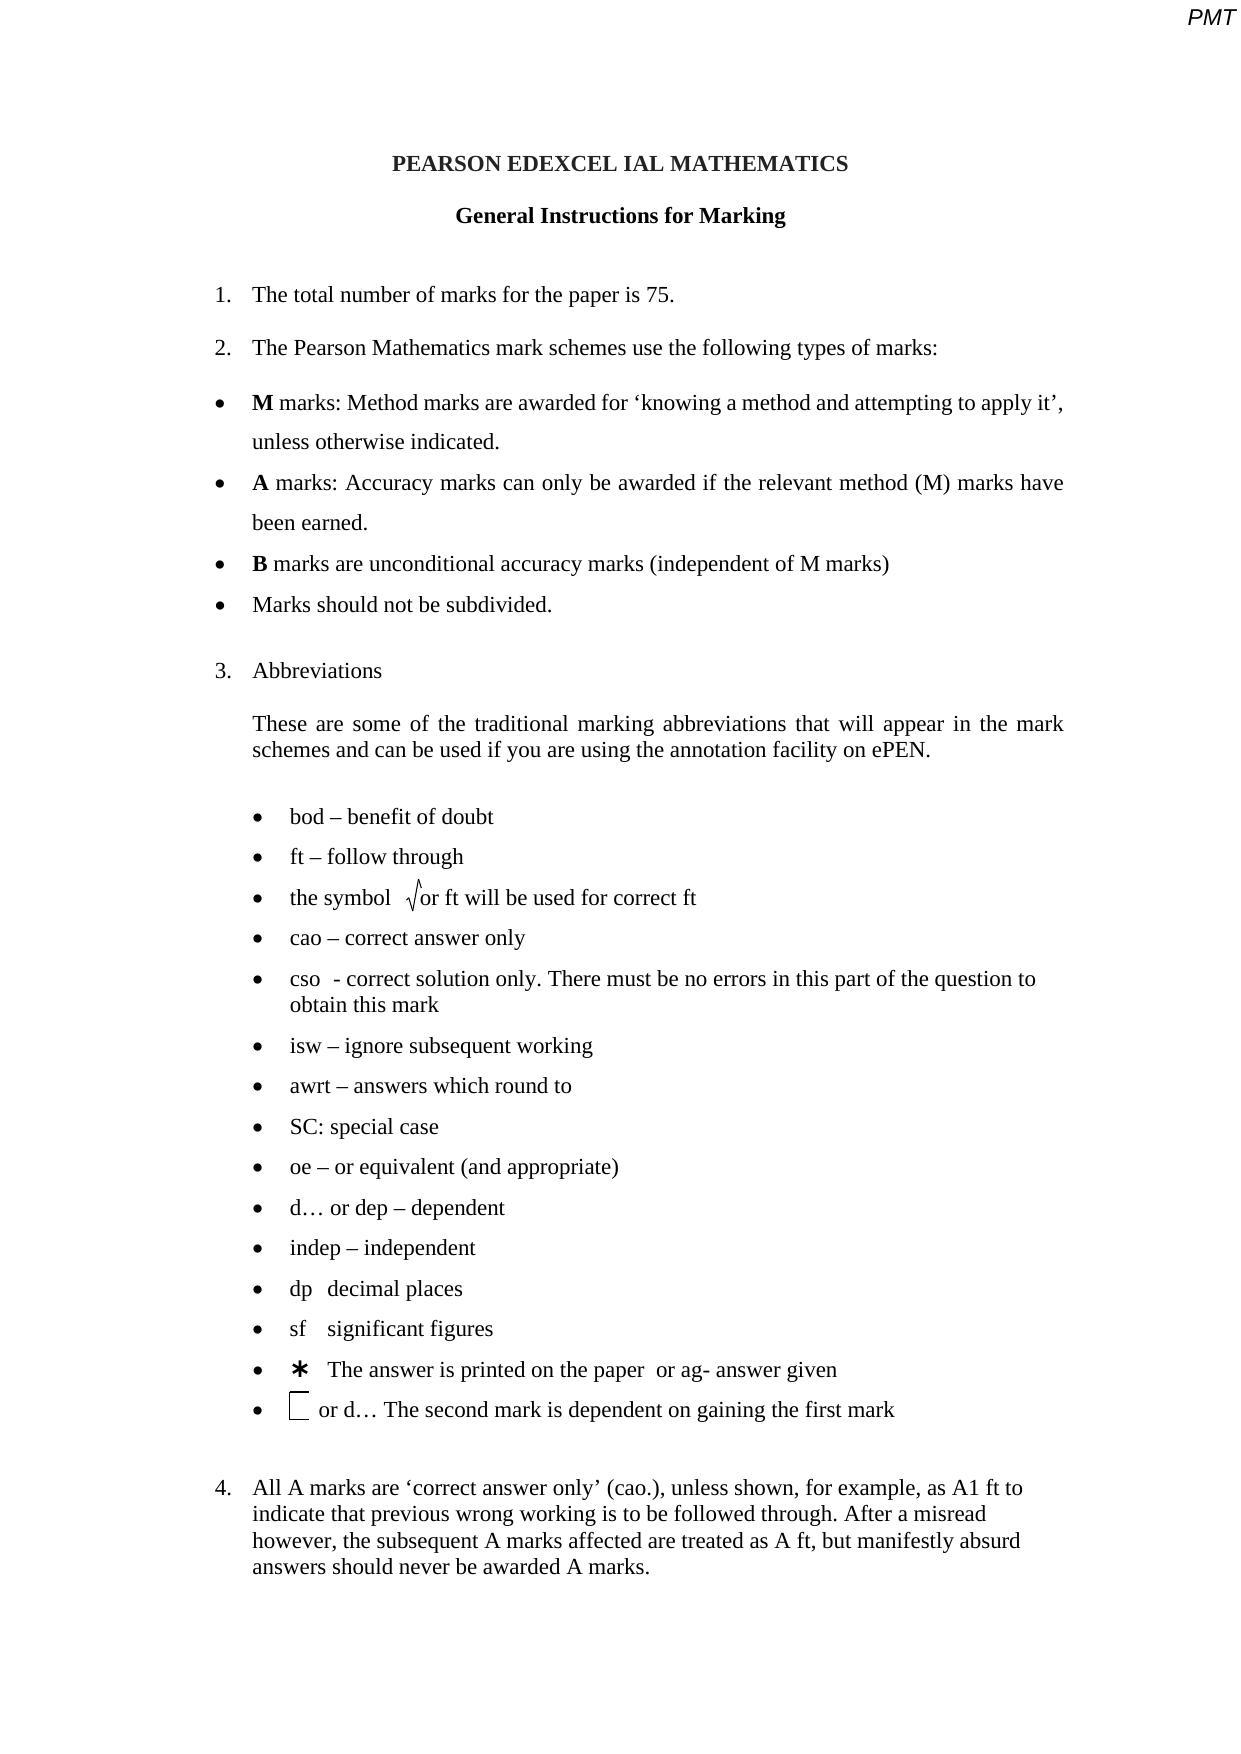 PMT
PEARSON EDEXCEL IAL MATHEMATICS
General Instructions for Marking
1. The total number of marks for the paper is 75.
2. The Pearson Mathematics mark schemes use the following types of marks:
• M marks: Method marks are awarded for ‘knowing a method and attempting to apply it’,
unless otherwise indicated.
• A marks: Accuracy marks can only be awarded if the relevant method (M) marks have
been earned.
• B marks are unconditional accuracy marks (independent of M marks)
• Marks should not be subdivided.
3. Abbreviations
These are some of the traditional marking abbreviations that will appear in the mark
schemes and can be used if you are using the annotation facility on ePEN.
• bod – benefit of doubt
• ft – follow through
• the symbol √ or ft will be used for correct ft
• cao – correct answer only
• cso - correct solution only. There must be no errors in this part of the question to
obtain this mark
• isw – ignore subsequent working
• awrt – answers which round to
• SC: special case
• oe – or equivalent (and appropriate)
• d… or dep – dependent
• indep – independent
• dp decimal places
• sf significant figures
• * The answer is printed on the paper or ag- answer given
• or d… The second mark is dependent on gaining the first mark
4. All A marks are ‘correct answer only’ (cao.), unless shown, for example, as A1 ft to
indicate that previous wrong working is to be followed through. After a misread
however, the subsequent A marks affected are treated as A ft, but manifestly absurd
answers should never be awarded A marks.